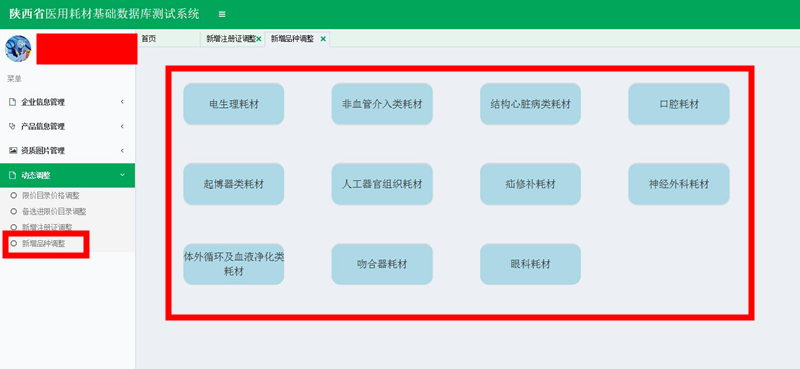 陕西省医用耗材基础数据库测试系统
首页 新增注册证调整 新增品种调整
菜单
企业信息管理
产品信息管理
资质图片管理
动态调整
限价目录价格调整
备选进限价目录调整
新增注册证调整
新增品种调整
电生理耗材 非血管介入类耗材 结构心脏病类耗材 口腔耗材
起博器类耗材 人工器官组织耗材 疝修补耗材 神经外科耗材
体外循环及血液净化类
耗材
吻合器耗材 眼科耗材